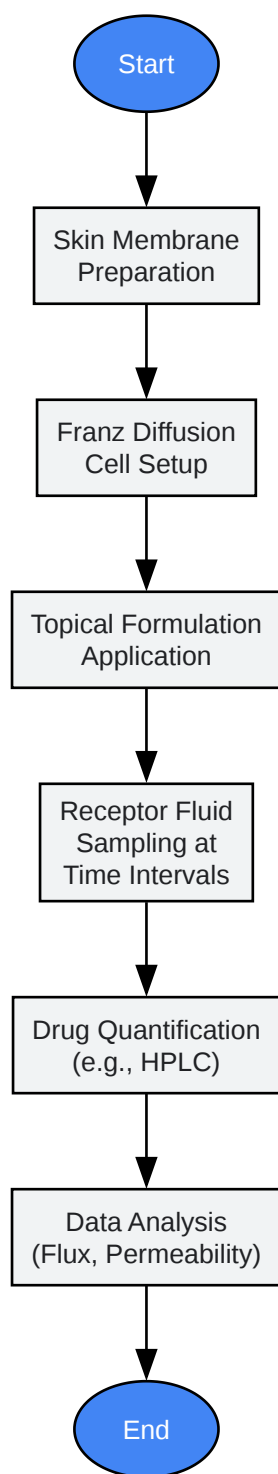 Start
Skin Membrane
Preparation
Franz Diffusion
Cell Setup
Topical Formulation
Application
Receptor Fluid
Sampling at
Time Intervals
Drug Quantification
(e.g., HPLC)
Data Analysis
(Flux, Permeability)
End